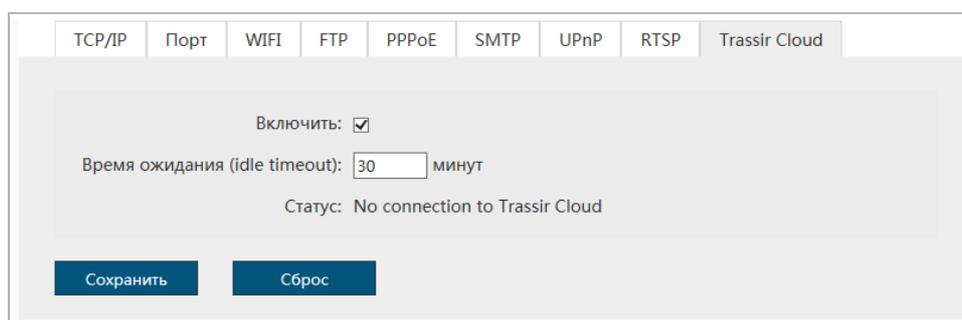 TCP/IP Порт WIFI FTP PPPoE SMTP UPnP RTSP Trassir Cloud
Включить:
Время ожидания (idle timeout): 30 минут
Статус: No connection to Trassir Cloud
Сохранить Сброс